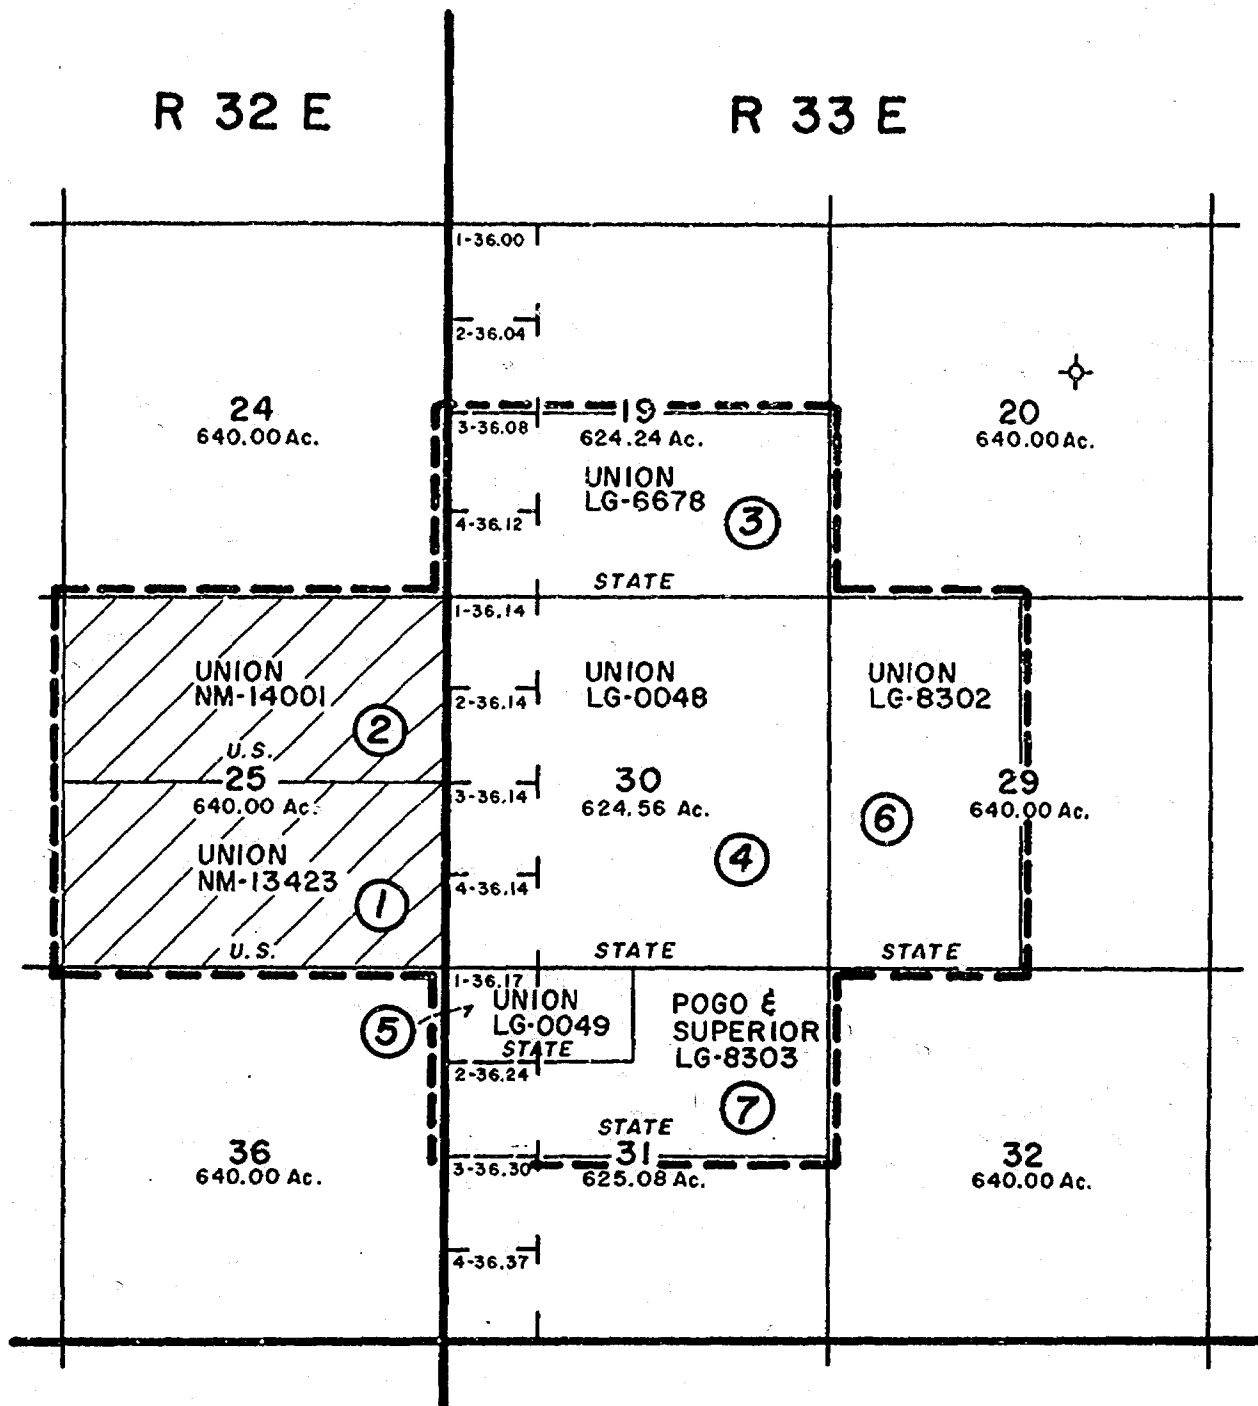 R 32 E
R 33 E
1-36.00
2-36.04
24
640.00 Ac.
3-36.08
19
624.24 Ac.
20
640.00 Ac.
UNION
LG-6678
4-36.12
3
STATE
1-36.14
UNION
NM-14001
2
U.S.
2-36.14
UNION
LG-0048
UNION
LG-8302
25
640.00 Ac.
3-36.14
30
624.56 Ac.
29
640.00 Ac.
6
UNION
NM-13423
1
U.S.
4-36.14
4
STATE
STATE
1-36.17
5
UNION
LG-0049
STATE
POGO &
SUPERIOR
LG-8303
2-36.24
7
STATE
36
640.00 Ac.
3-36.30
31
625.08 Ac.
32
640.00 Ac.
4-36.37